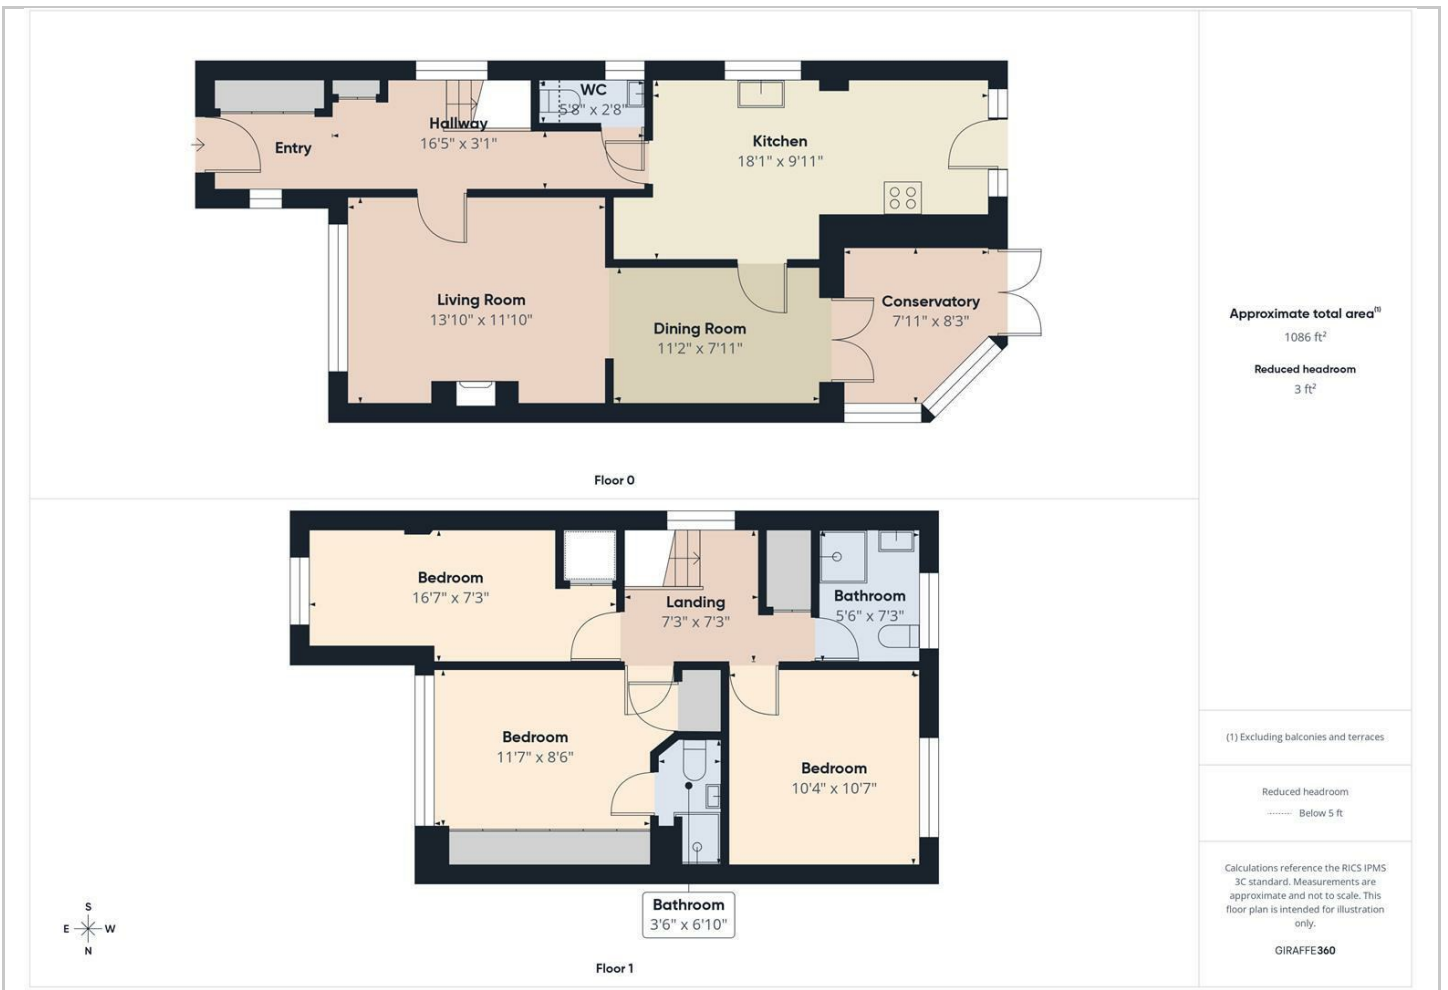 WC
5'8" x 2'8"
Hallway
16'5" x 3'1"
Entry
Kitchen
18'1" x 9'11"
Living Room
13'10" x 11'10"
Dining Room
11'2" x 7'11"
Conservatory
7'11" x 8'3"
Floor 0
Bedroom
16'7" x 7'3"
Landing
7'3" x 7'3"
Bathroom
5'6" x 7'3"
Bedroom
11'7" x 8'6"
Bedroom
10'4" x 10'7"
Bathroom
3'6" x 6'10"
S
E W
N
Floor 1
Approximate total area(1)
1086 ft²
Reduced headroom
3 ft²
(1) Excluding balconies and terraces
Reduced headroom
Below 5 ft
Calculations reference the RICS IPMS
3C standard. Measurements are
approximate and not to scale. This
floor plan is intended for illustration
only.
GIRAFFE360